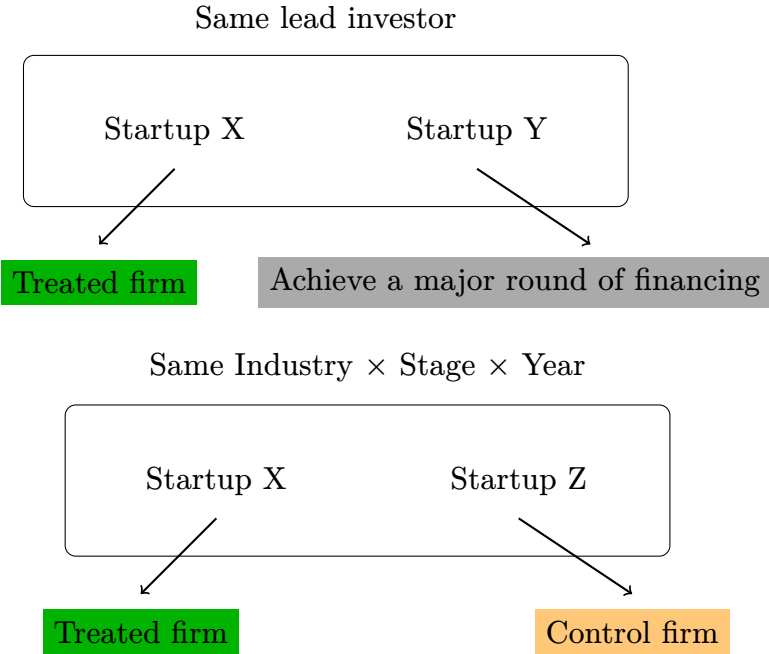 Same lead investor
Startup X
Startup Y
Treated firm
Achieve a major round of financing
Same Industry × Stage × Year
Startup X
Startup Z
Treated firm
Control firm